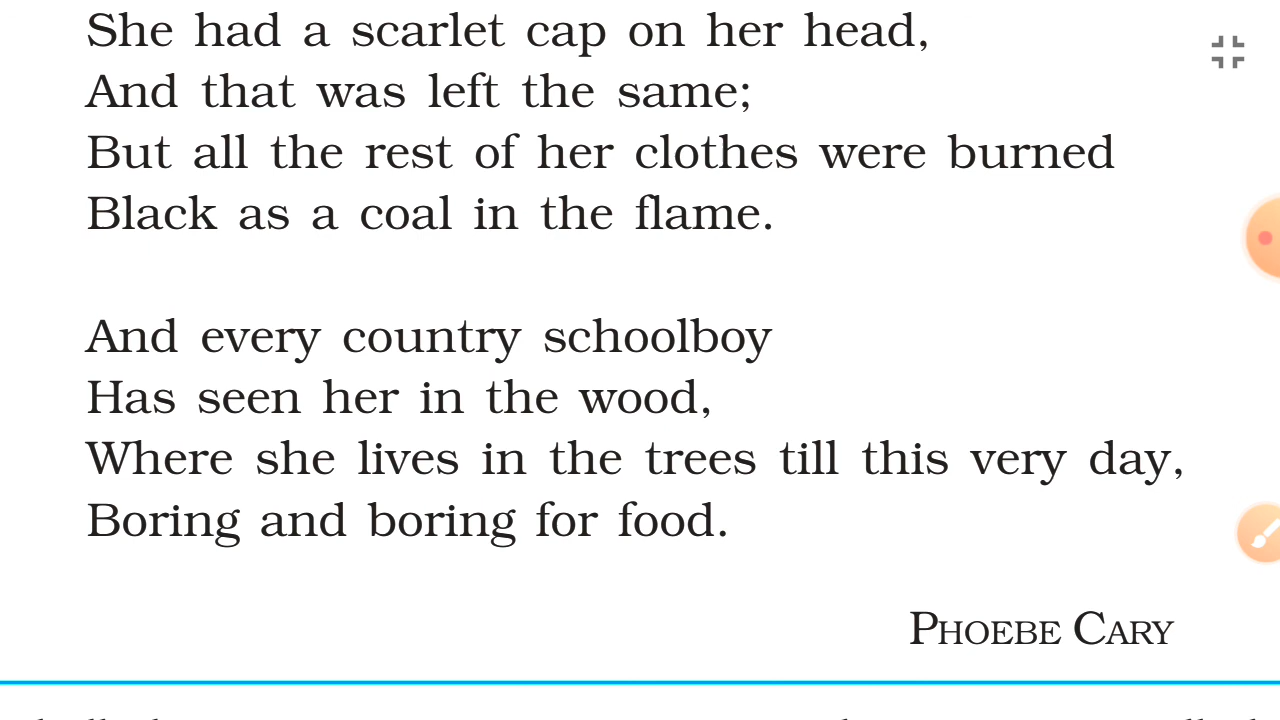 She had a scarlet cap on her head,
And that was left the same;
But all the rest of her clothes were burned
Black as a coal in the flame.
And every country schoolboy
Has seen her in the wood,
Where she lives in the trees till this very day,
Boring and boring for food.
PHOEBE CARY